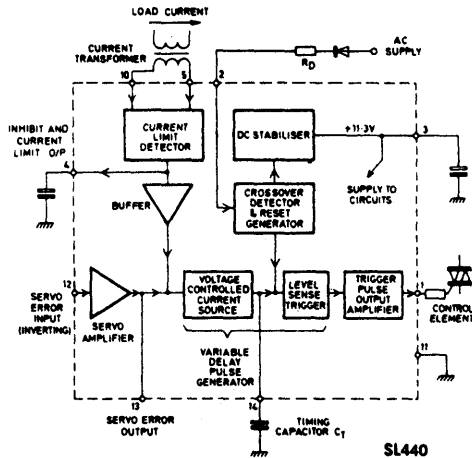 LOAD CURRENT
CURRENT
TRANSFORMER
AC
SUPPLY
RD
10
5
2
CURRENT
LIMIT
DETECTOR
DC
STABILISER
+11·3V
3
INHIBIT AND
CURRENT
LIMIT O/P
4
SUPPLY TO
CIRCUITS
BUFFER
CROSSOVER
DETECTOR
& RESET
GENERATOR
12
SERVO
ERROR
INPUT
(INVERTING)
SERVO
AMPLIFIER
VOLTAGE
CONTROLLED
CURRENT
SOURCE
LEVEL
SENSE
TRIGGER
TRIGGER
PULSE
OUTPUT
AMPLIFIER
1
CONTROL
ELEMENT
11
VARIABLE
DELAY
PULSE
GENERATOR
13
14
SERVO ERROR
OUTPUT
TIMING
CAPACITOR CT
SL440